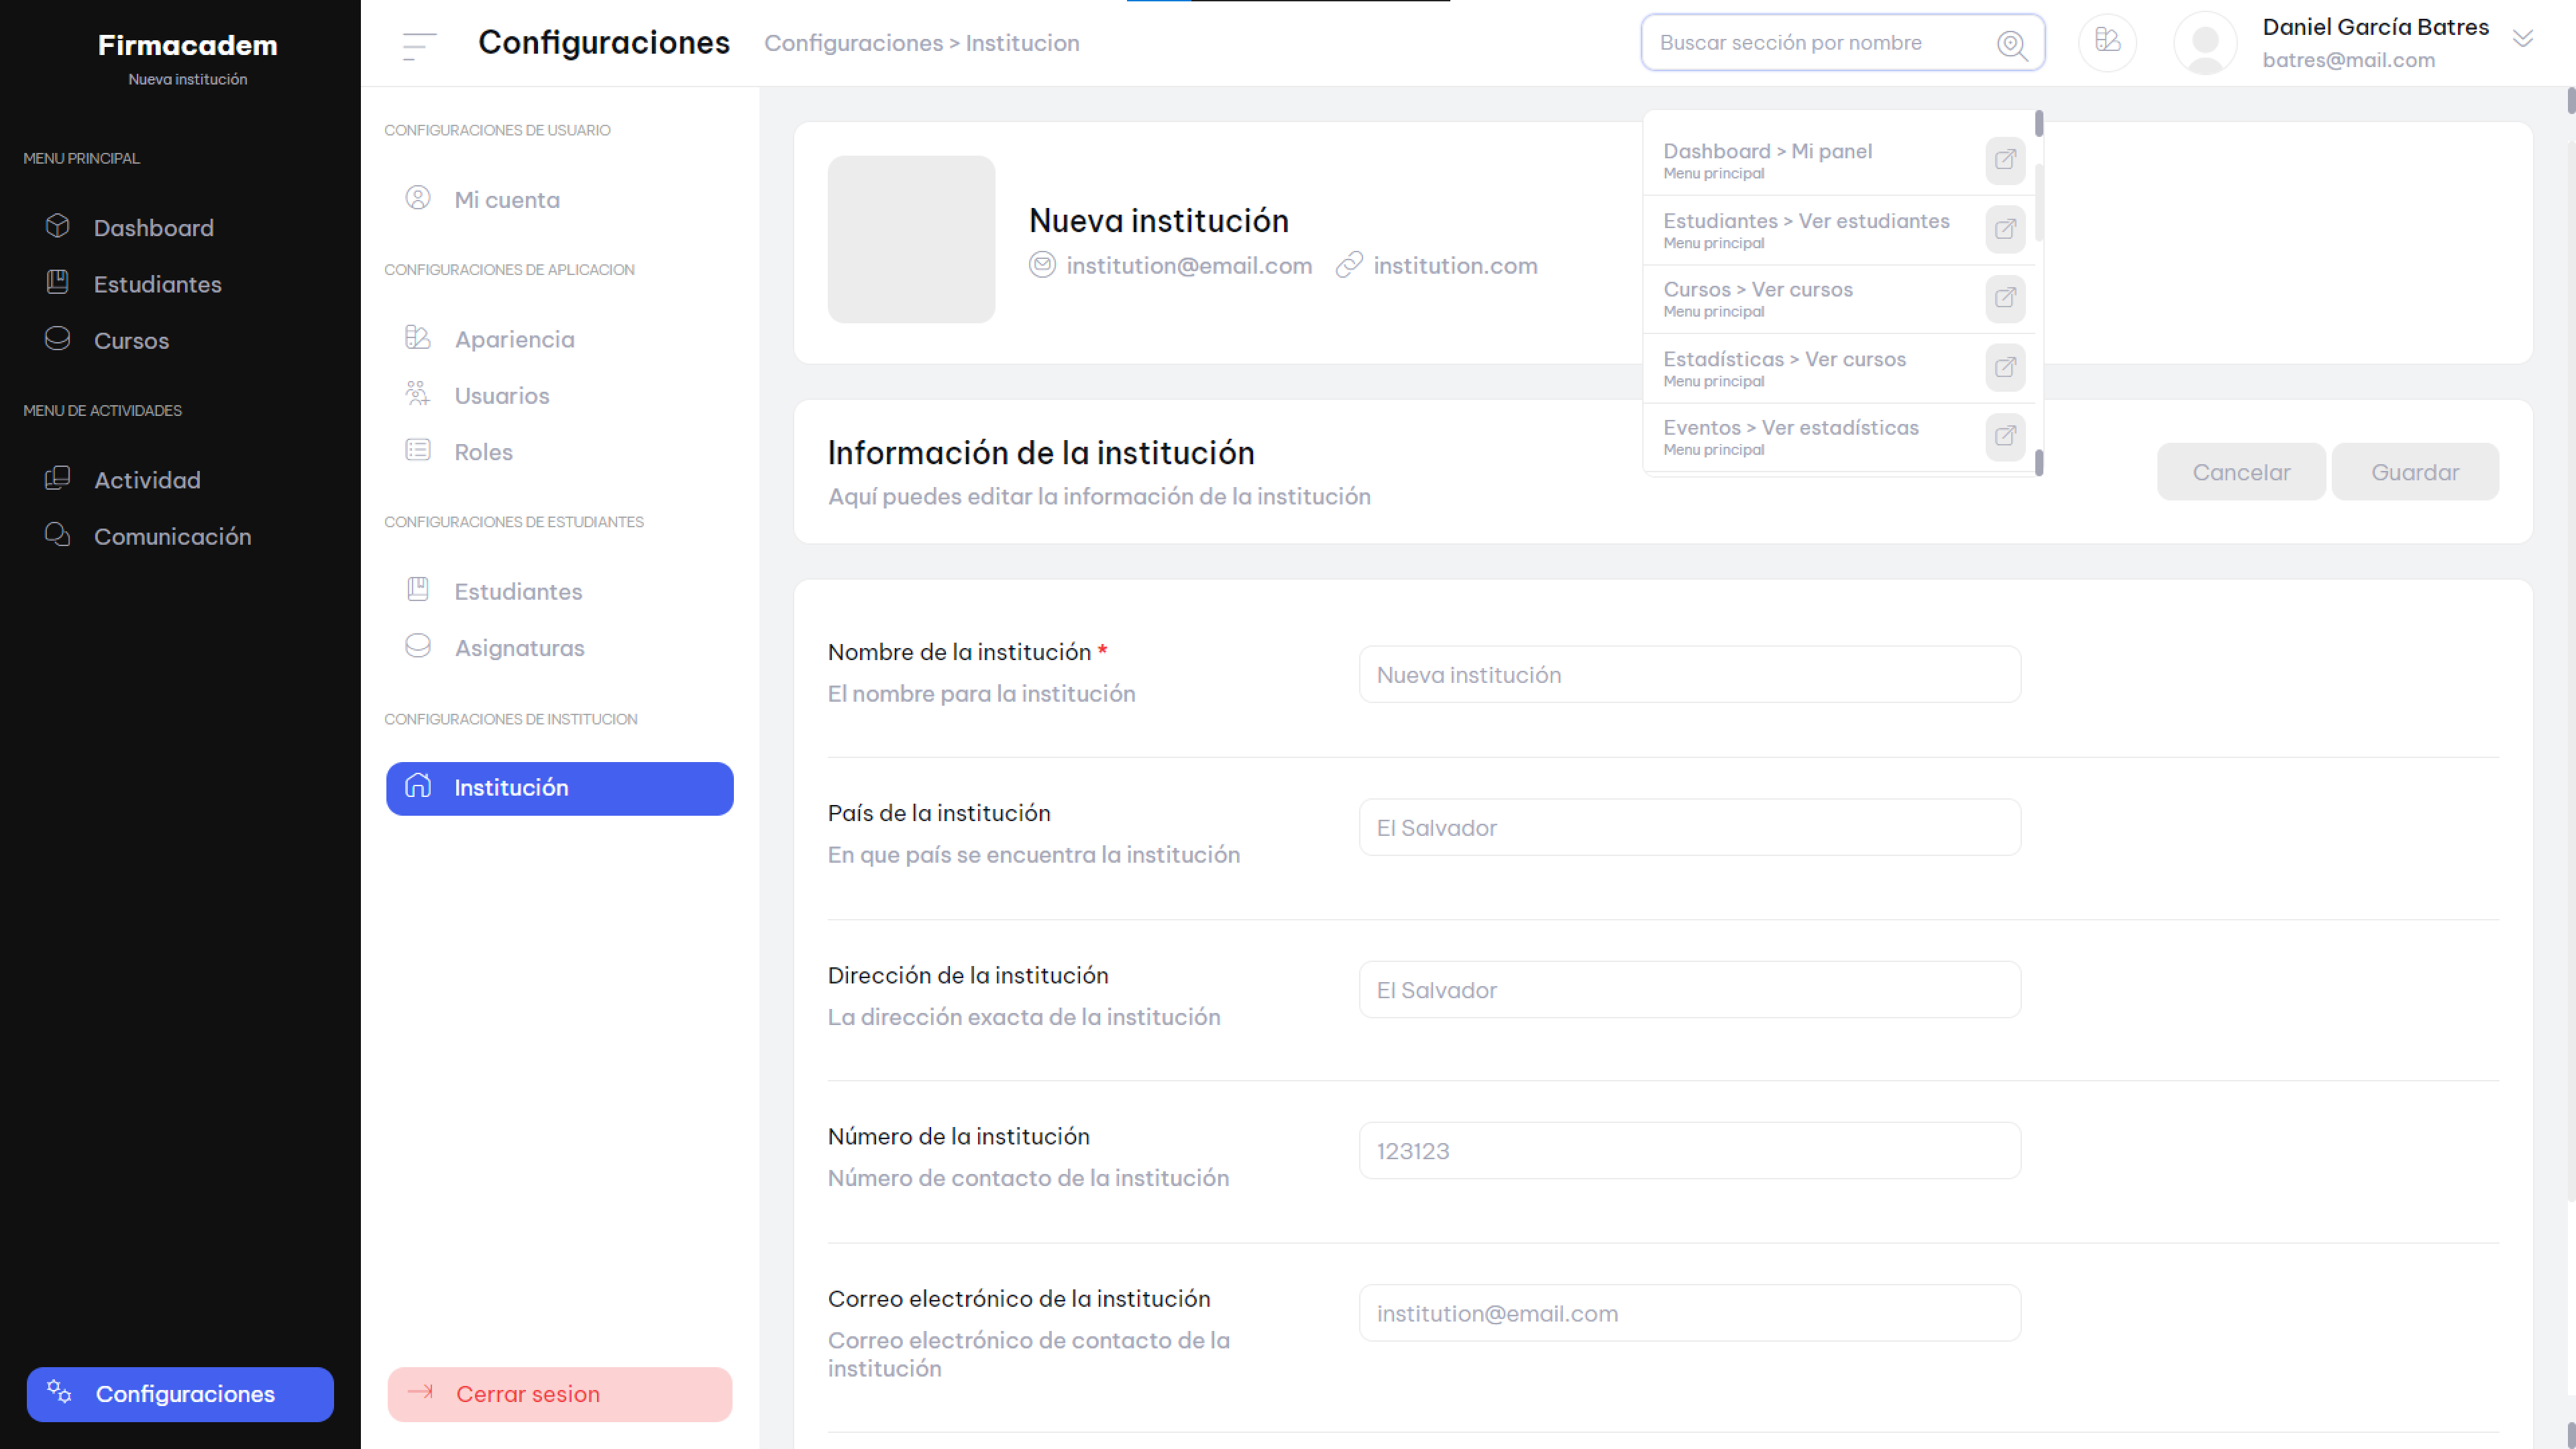 Firmacadem
Nueva institución
MENU PRINCIPAL
Dashboard
Estudiantes
Cursos
MENU DE ACTIVIDADES
Actividad
Comunicación
Configuraciones
Configuraciones
Configuraciones > Institucion
Buscar sección por nombre
Daniel García Batres
batres@mail.com
CONFIGURACIONES DE USUARIO
Mi cuenta
CONFIGURACIONES DE APLICACION
Apariencia
Usuarios
Roles
CONFIGURACIONES DE ESTUDIANTES
Estudiantes
Asignaturas
CONFIGURACIONES DE INSTITUCION
Institución
Cerrar sesion
Nueva institución
institution@email.com
institution.com
Dashboard > Mi panel
Menu principal
Estudiantes > Ver estudiantes
Menu principal
Cursos > Ver cursos
Menu principal
Estadísticas > Ver cursos
Menu principal
Eventos > Ver estadísticas
Menu principal
Información de la institución
Aquí puedes editar la información de la institución
Cancelar
Guardar
Nombre de la institución *
El nombre para la institución
Nueva institución
País de la institución
En que país se encuentra la institución
El Salvador
Dirección de la institución
La dirección exacta de la institución
El Salvador
Número de la institución
Número de contacto de la institución
123123
Correo electrónico de la institución
Correo electrónico de contacto de la
institución
institution@email.com